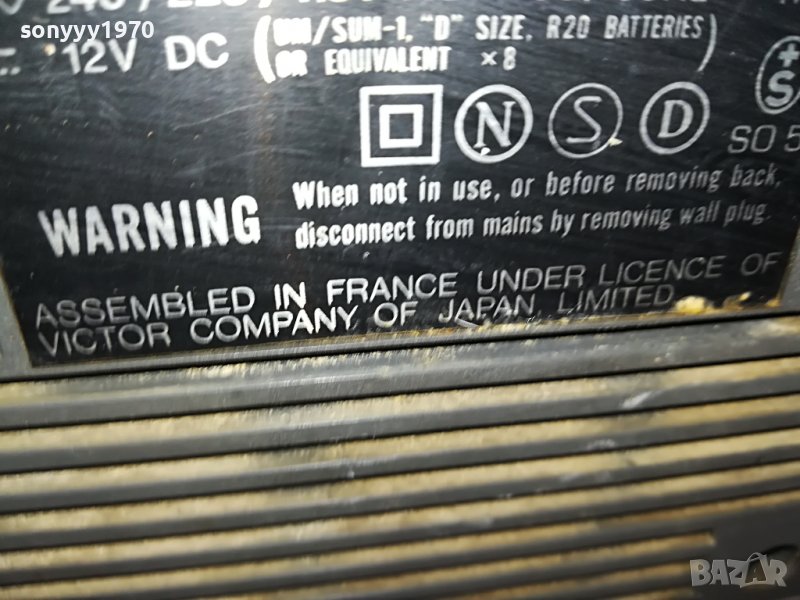 sonyyy1970
12V DC (UM/SUM-1, "D" SIZE, R20 BATTERIES)
OR EQUIVALENT ×8
N S D +S
SO 5
WARNING When not in use, or before removing back,
disconnect from mains by removing wall plug.
ASSEMBLED IN FRANCE UNDER LICENCE OF
VICTOR COMPANY OF JAPAN LIMITED
BAZAR